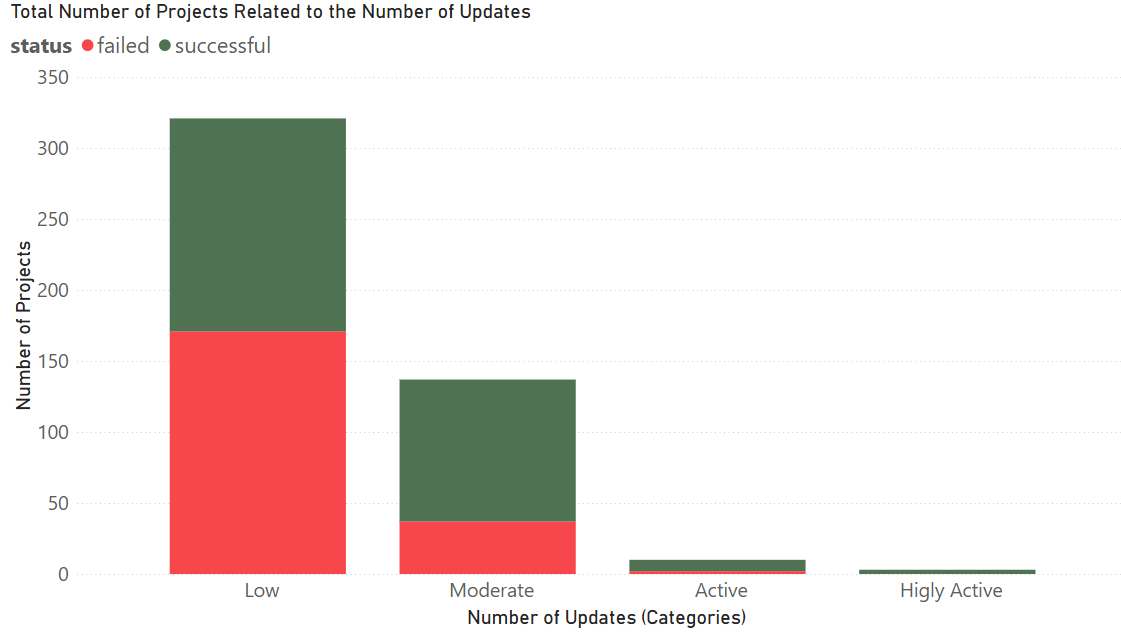 Total Number of Projects Related to the Number of Updates
status failed successful
350
300
250
200
150
100
50
0
Number of Projects
Low Moderate Active Higly Active
Number of Updates (Categories)